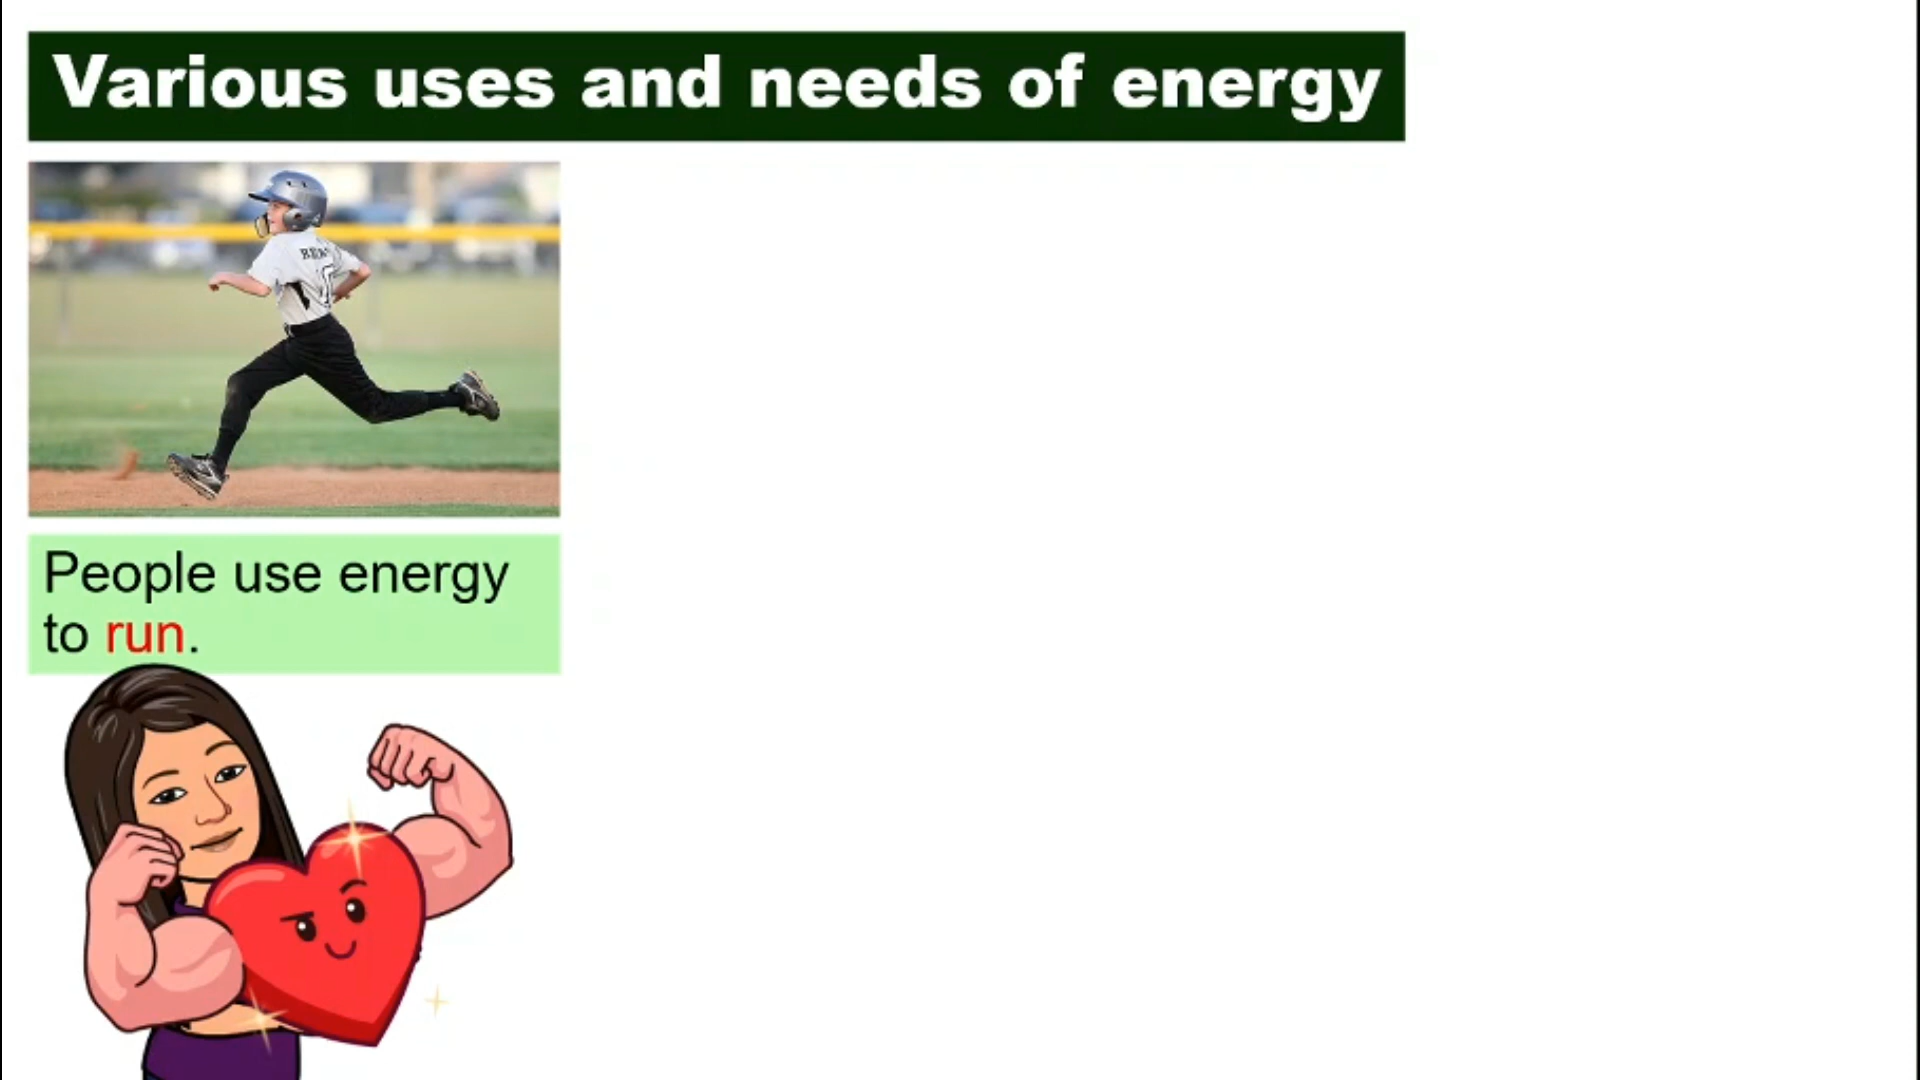 Various uses and needs of energy
People use energy
to run.